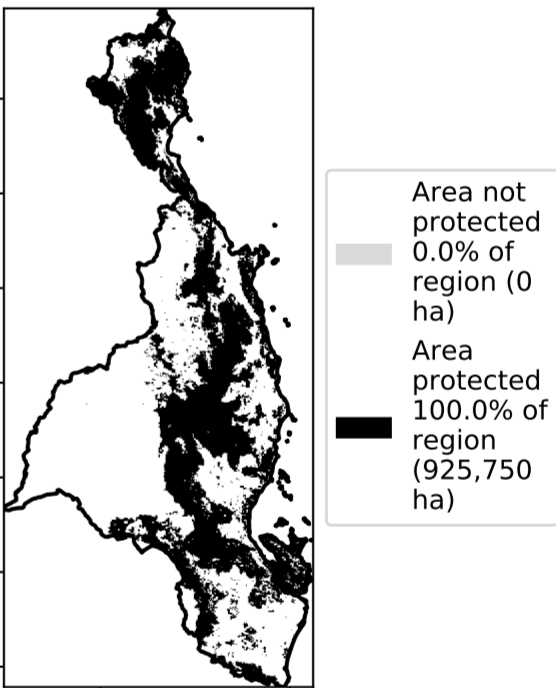 Area not
protected
0.0% of
region (0
ha)
Area
protected
100.0% of
region
(925,750
ha)